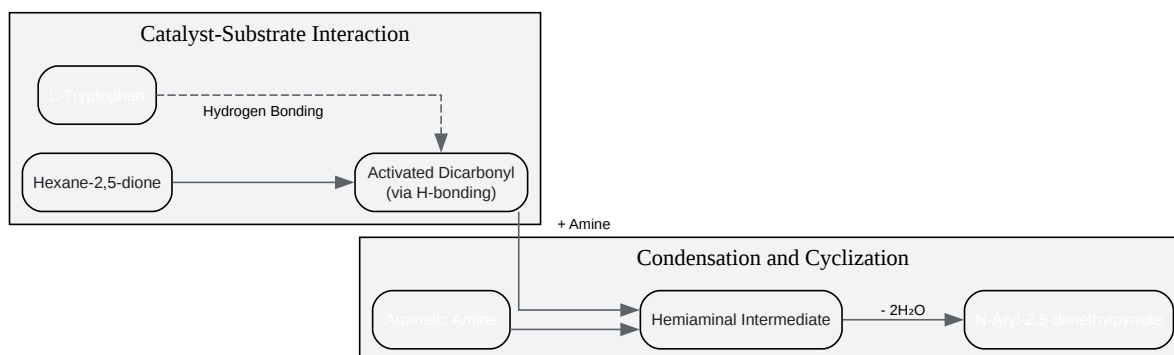 Catalyst-Substrate Interaction
L-Tryptophan
Hydrogen Bonding
Hexane-2,5-dione
Activated Dicarbonyl
(via H-bonding)
+ Amine
Condensation and Cyclization
Aromatic Amine
Hemiaminal Intermediate
- 2H₂O
N-Aryl-2,5-dimethylpyrrole